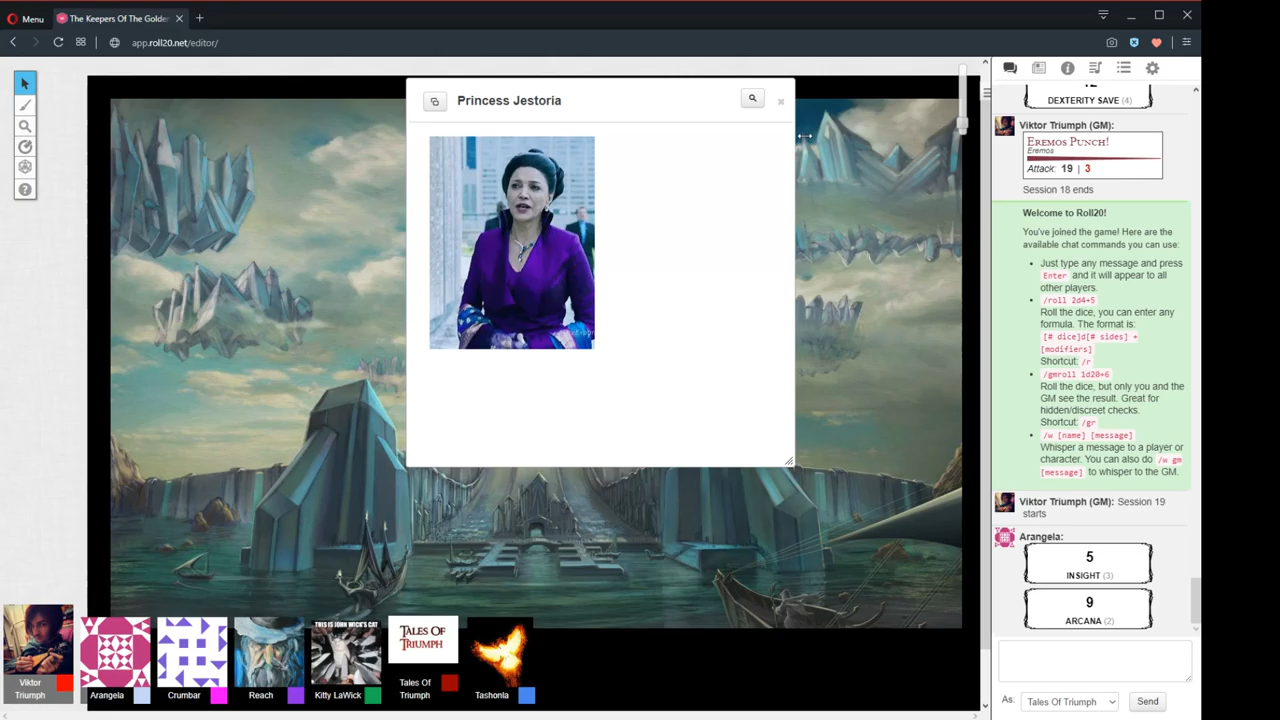 Menu
The Keepers Of The Golder
app.roll20.net/editor/
Princess Jestoria
DEXTERITY SAVE (4)
Viktor Triumph (GM):
EREMOS PUNCH!
Eremos
Attack: 19 | 3
Session 18 ends
Welcome to Roll20!
You've joined the game! Here are the
available chat commands you can use:
Just type any message and press
Enter and it will appear to all
other players.
/roll 2d4+5
Roll the dice, you can enter any
formula. The format is:
[# dice]d[# sides] +
[modifiers]
Shortcut: /r
/gmroll 1d20+6
Roll the dice, but only you and the
GM see the result. Great for
hidden/discreet checks.
Shortcut: /gr
/w [name] [message]
Whisper a message to a player or
character. You can also do /w gm
[message] to whisper to the GM.
Viktor Triumph (GM): Session 19
starts
Arangela:
5
INSIGHT (3)
9
ARCANA (2)
THIS IS JOHN WICK'S CAT
TALES OF
TRIUMPH
Viktor
Triumph
Arangela
Crumbar
Reach
Kitty LaWick
Tales Of
Triumph
Tashonla
As:
Tales Of Triumph
Send